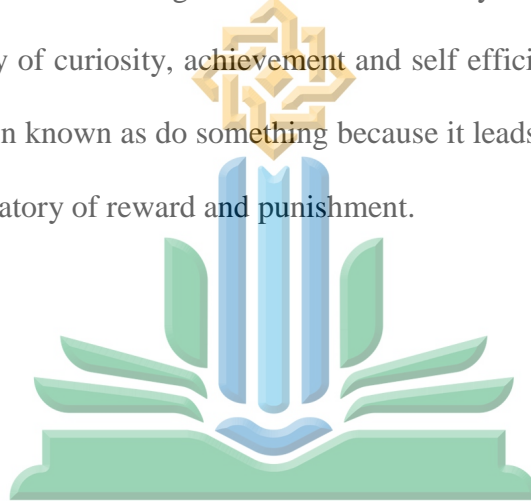 y of curiosity, achievement and self effici
n known as do something because it leads
atory of reward and punishment.